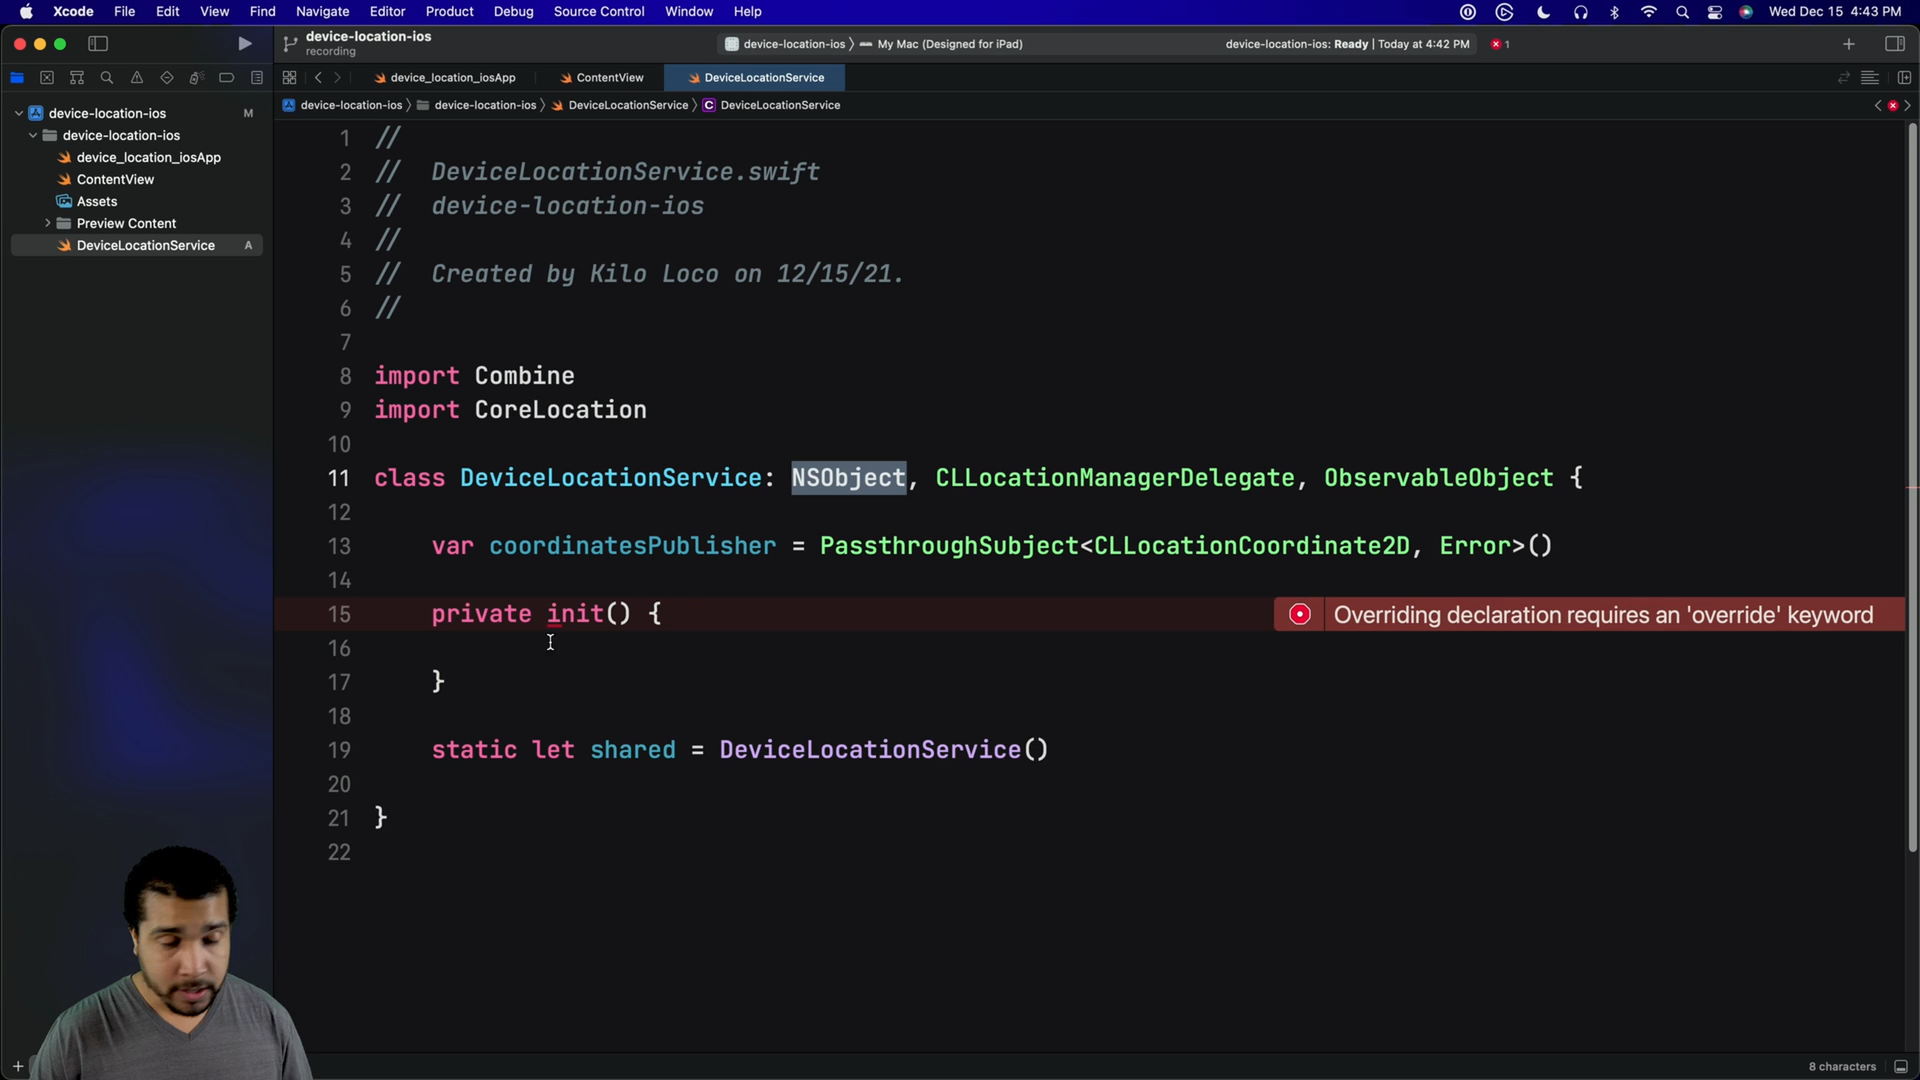 Xcode File Edit View Find Navigate Editor Product Debug Source Control Window Help Wed Dec 15 4:43 PM
device-location-ios
recording
device-location-ios My Mac (Designed for iPad) device-location-ios: Ready | Today at 4:42 PM 1
device_location_iosApp ContentView DeviceLocationService
device-location-ios device-location-ios DeviceLocationService C DeviceLocationService
device-location-ios M
device-location-ios
device_location_iosApp
ContentView
Assets
Preview Content
DeviceLocationService A
1 //
2 // DeviceLocationService.swift
3 // device-location-ios
4 //
5 // Created by Kilo Loco on 12/15/21.
6 //
7
8 import Combine
9 import CoreLocation
10
11 class DeviceLocationService: NSObject, CLLocationManagerDelegate, ObservableObject {
12
13 var coordinatesPublisher = PassthroughSubject<CLLocationCoordinate2D, Error>()
14
15 private init() { Overriding declaration requires an 'override' keyword
16
17 }
18
19 static let shared = DeviceLocationService()
20
21 }
22
8 characters